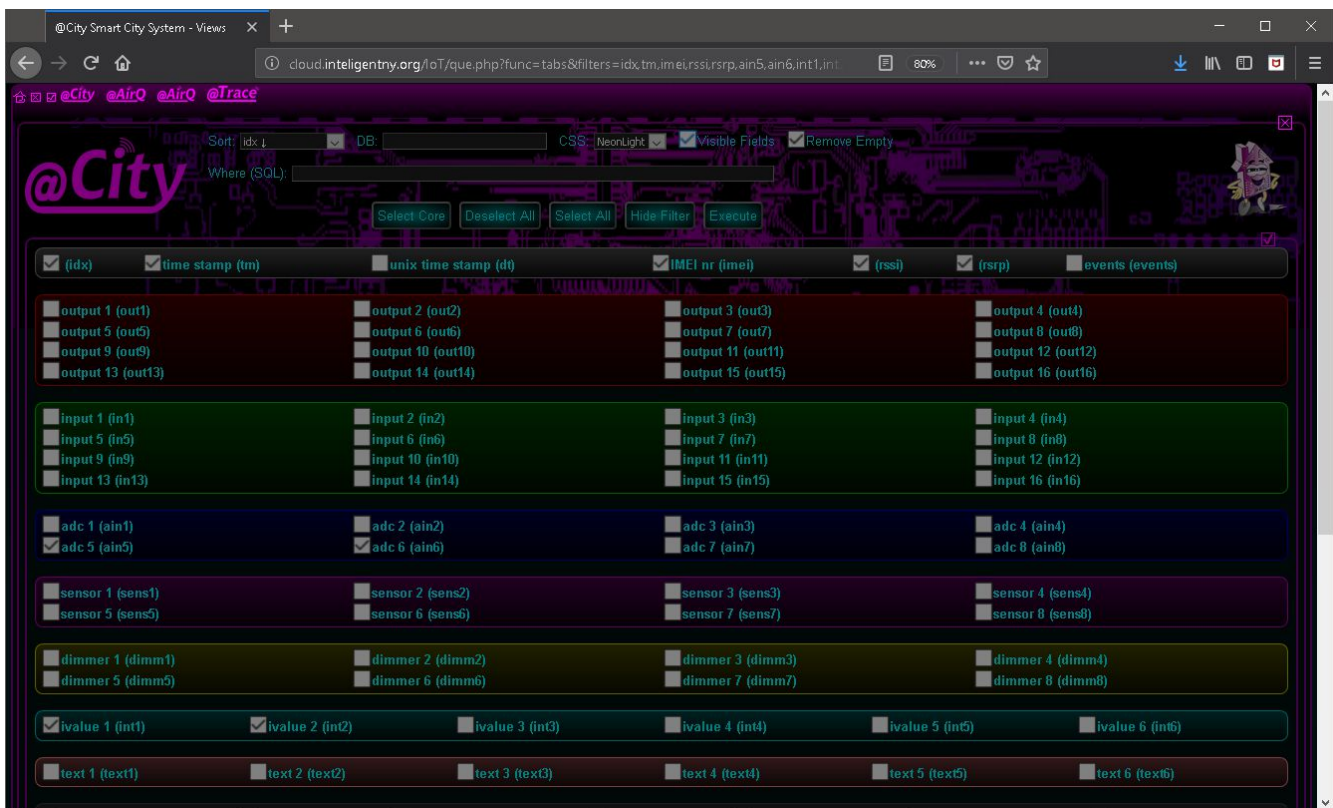 @City Smart City System - Views
cloud.inteligentny.org/IoT/que.php?func=tabs&filters=idx,tm,imei,rssi,rsrp,ain5,ain6,int1,int
80%
@City @AirQ @AirQ @Trace
@City
Sort: idx ↓ DB: CSS: NeonLight Visible Fields Remove Empty
Where (SQL):
Select Core Deselect All Select All Hide Filter Execute
(idx) time stamp (tm) unix time stamp (dt) IMEI nr (imei) (rssi) (rsrp) events (events)
output 1 (out1) output 2 (out2) output 3 (out3) output 4 (out4)
output 5 (out5) output 6 (out6) output 7 (out7) output 8 (out8)
output 9 (out9) output 10 (out10) output 11 (out11) output 12 (out12)
output 13 (out13) output 14 (out14) output 15 (out15) output 16 (out16)
input 1 (in1) input 2 (in2) input 3 (in3) input 4 (in4)
input 5 (in5) input 6 (in6) input 7 (in7) input 8 (in8)
input 9 (in9) input 10 (in10) input 11 (in11) input 12 (in12)
input 13 (in13) input 14 (in14) input 15 (in15) input 16 (in16)
adc 1 (ain1) adc 2 (ain2) adc 3 (ain3) adc 4 (ain4)
adc 5 (ain5) adc 6 (ain6) adc 7 (ain7) adc 8 (ain8)
sensor 1 (sens1) sensor 2 (sens2) sensor 3 (sens3) sensor 4 (sens4)
sensor 5 (sens5) sensor 6 (sens6) sensor 7 (sens7) sensor 8 (sens8)
dimmer 1 (dimm1) dimmer 2 (dimm2) dimmer 3 (dimm3) dimmer 4 (dimm4)
dimmer 5 (dimm5) dimmer 6 (dimm6) dimmer 7 (dimm7) dimmer 8 (dimm8)
ivalue 1 (int1) ivalue 2 (int2) ivalue 3 (int3) ivalue 4 (int4) ivalue 5 (int5) ivalue 6 (int6)
text 1 (text1) text 2 (text2) text 3 (text3) text 4 (text4) text 5 (text5) text 6 (text6)